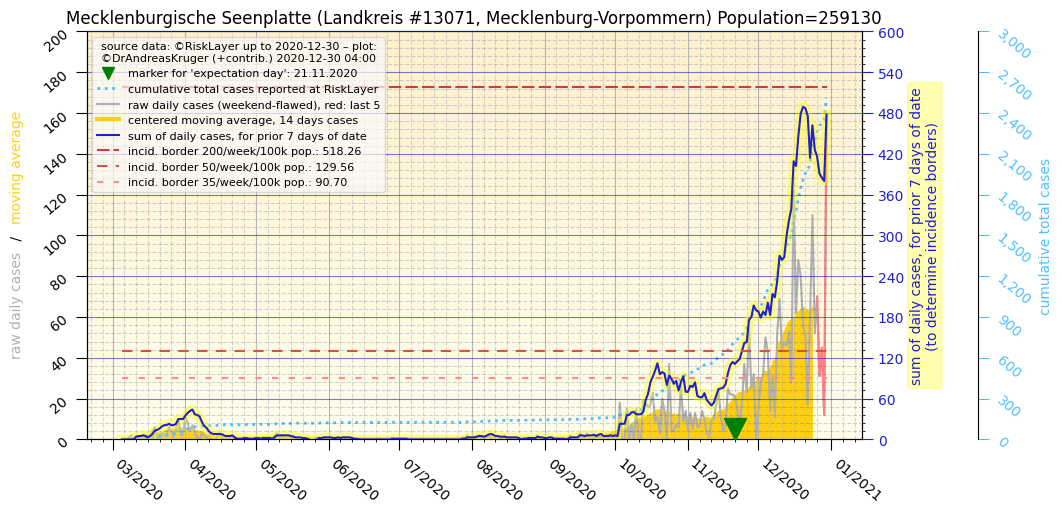 Mecklenburgische Seenplatte (Landkreis #13071, Mecklenburg-Vorpommern) Population=259130
source data: ©RiskLayer up to 2020-12-30 – plot:
©DrAndreasKruger (+contrib.) 2020-12-30 04:00
marker for 'expectation day': 21.11.2020
cumulative total cases reported at RiskLayer
raw daily cases (weekend-flawed), red: last 5
centered moving average, 14 days cases
sum of daily cases, for prior 7 days of date
incid. border 200/week/100k pop.: 518.26
incid. border 50/week/100k pop.: 129.56
incid. border 35/week/100k pop.: 90.70
raw daily cases / moving average
200
180
160
140
120
100
80
60
40
20
0
03/2020
04/2020
05/2020
06/2020
07/2020
08/2020
09/2020
10/2020
11/2020
12/2020
01/2021
600
540
480
420
360
300
240
180
120
60
0
sum of daily cases, for prior 7 days of date
(to determine incidence borders)
3,000
2,700
2,400
2,100
1,800
1,500
1,200
900
600
300
0
cumulative total cases